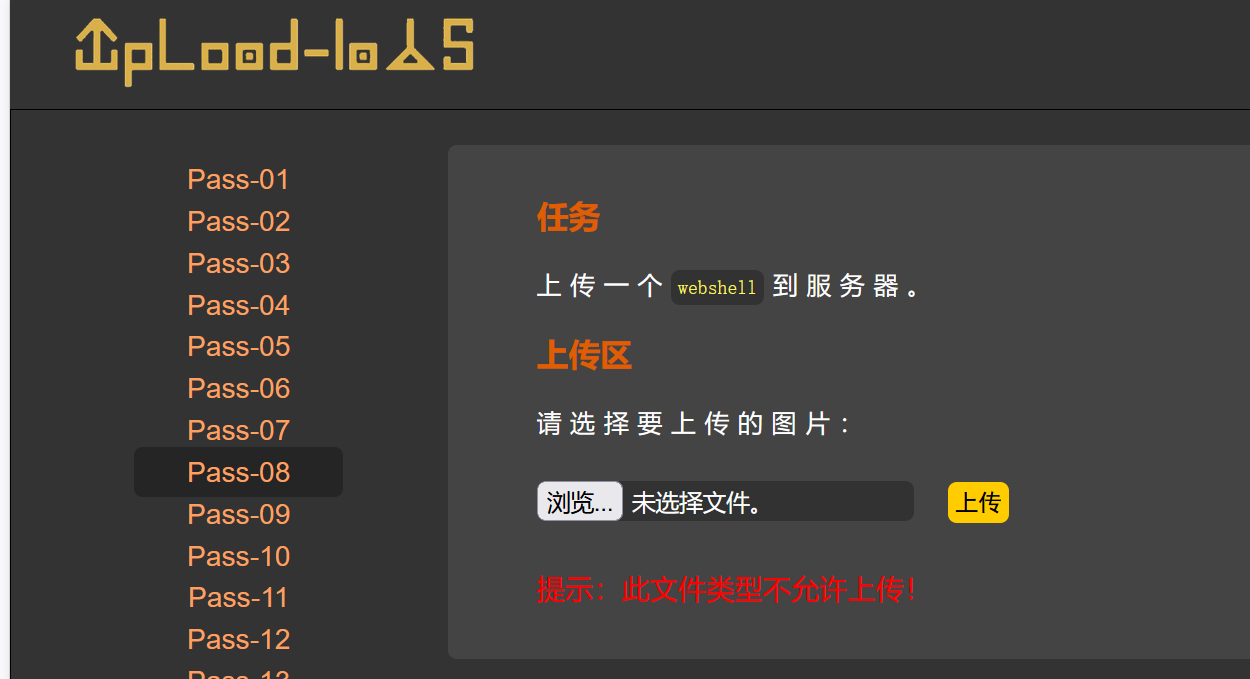 upLoad-labs
Pass-01
Pass-02
Pass-03
Pass-04
Pass-05
Pass-06
Pass-07
Pass-08
Pass-09
Pass-10
Pass-11
Pass-12
Pass-13
任务
上传一个 webshell 到服务器。
上传区
请选择要上传的图片：
浏览... 未选择文件。 上传
提示：此文件类型不允许上传！